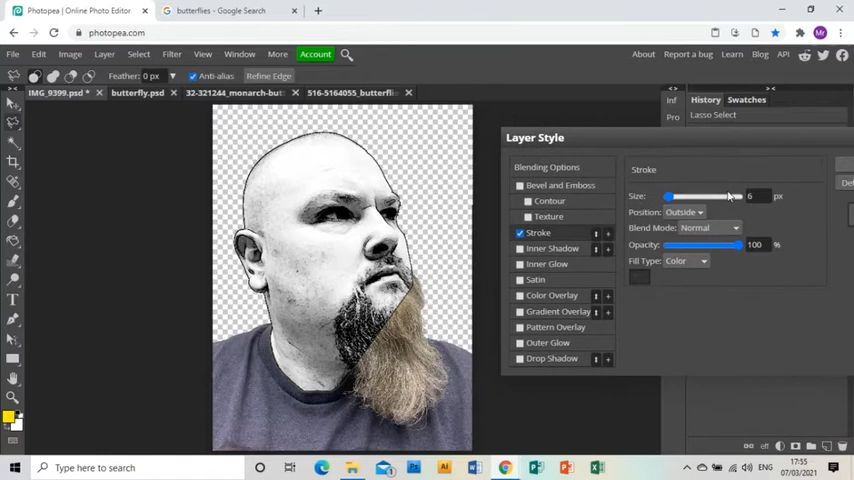 Photopea | Online Photo Editor
butterflies - Google Search
photopea.com
Mr
File Edit Image Layer Select Filter View Window More Account
About Report a bug Learn Blog API
Feather: 0 px Anti-alias Refine Edge
IMG_9399.psd * butterfly.psd 32-321244_monarch-but 516-5164055_butterfli
Inf History Swatches
Pro Lasso Select
Layer Style
Blending Options
Bevel and Emboss
Contour
Texture
Stroke
Inner Shadow
Inner Glow
Satin
Color Overlay
Gradient Overlay
Pattern Overlay
Outer Glow
Drop Shadow
Stroke
Size: 6 px
Position: Outside
Blend Mode: Normal
Opacity: 100 %
Fill Type: Color
Def
eff
Type here to search
ENG
17:55
07/03/2021